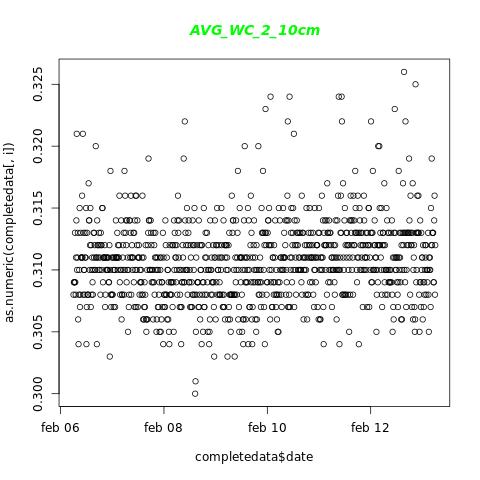 AVG_WC_2_10cm
as.numeric(completedata[, i])
0.325
0.320
0.315
0.310
0.305
0.300
feb 06 feb 08 feb 10 feb 12
completedata$date